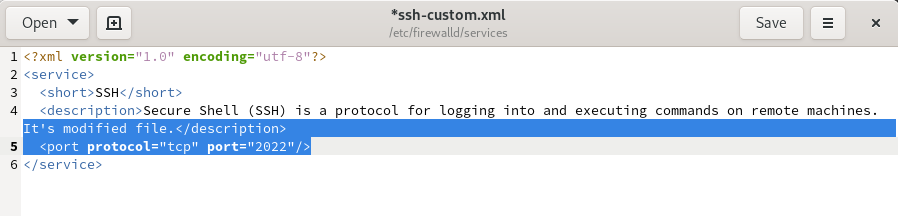 Open
*ssh-custom.xml
/etc/firewalld/services
Save
1 <?xml version="1.0" encoding="utf-8"?>
2 <service>
3   <short>SSH</short>
4   <description>Secure Shell (SSH) is a protocol for logging into and executing commands on remote machines.
It's modified file.</description>
5   <port protocol="tcp" port="2022"/>
6 </service>